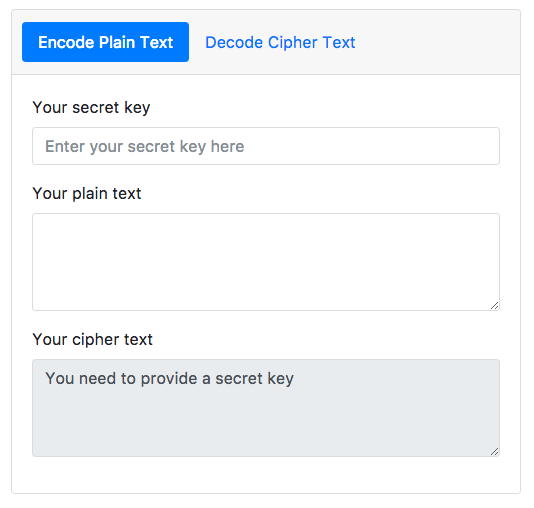 Encode Plain Text Decode Cipher Text
Your secret key
Enter your secret key here
Your plain text
Your cipher text
You need to provide a secret key